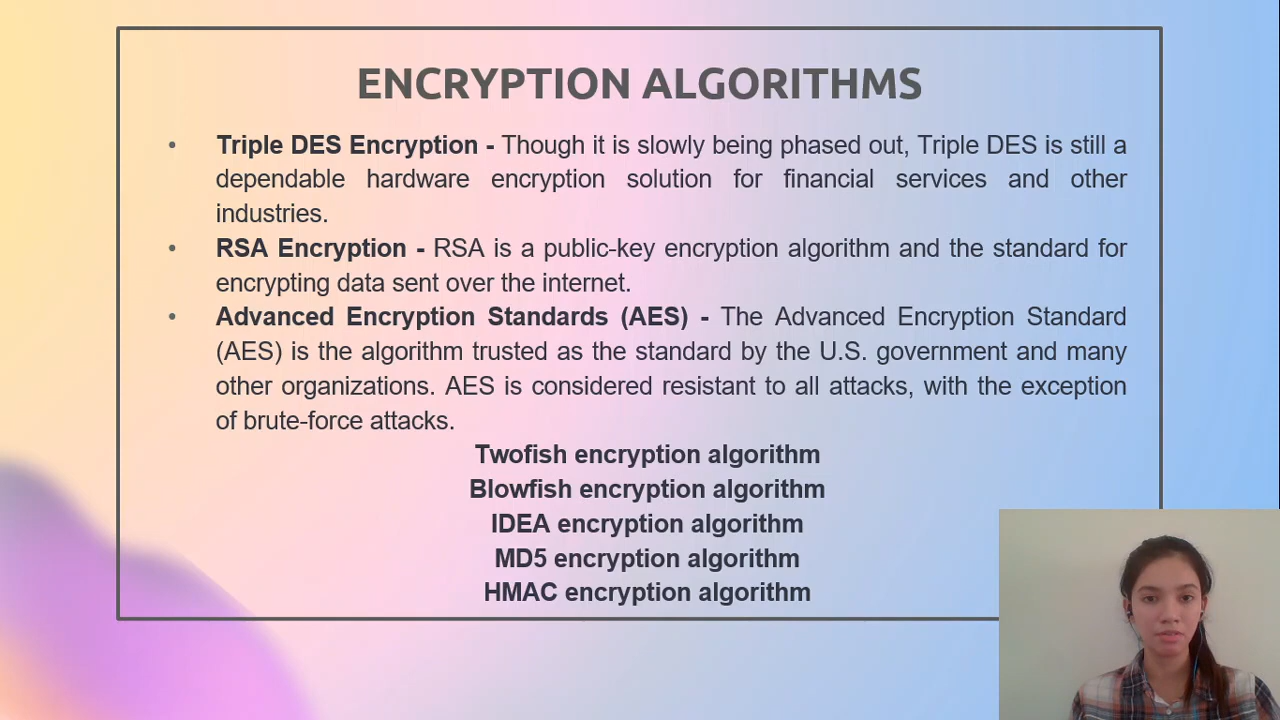 ENCRYPTION ALGORITHMS
• Triple DES Encryption - Though it is slowly being phased out, Triple DES is still a
dependable hardware encryption solution for financial services and other
industries.
• RSA Encryption - RSA is a public-key encryption algorithm and the standard for
encrypting data sent over the internet.
• Advanced Encryption Standards (AES) - The Advanced Encryption Standard
(AES) is the algorithm trusted as the standard by the U.S. government and many
other organizations. AES is considered resistant to all attacks, with the exception
of brute-force attacks.
Twofish encryption algorithm
Blowfish encryption algorithm
IDEA encryption algorithm
MD5 encryption algorithm
HMAC encryption algorithm